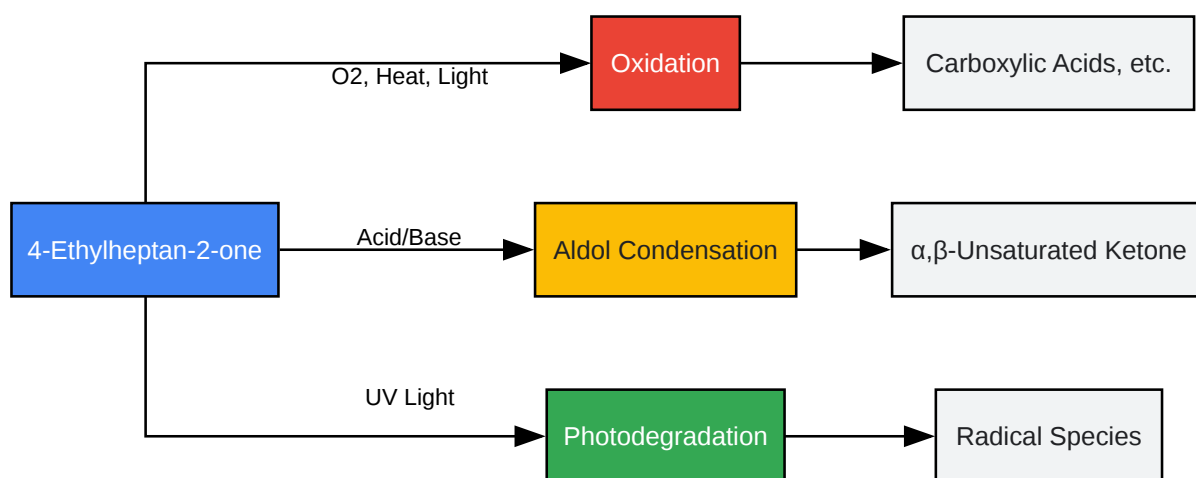 O2, Heat, Light
Oxidation
Carboxylic Acids, etc.
4-Ethylheptan-2-one
Acid/Base
Aldol Condensation
α,β-Unsaturated Ketone
UV Light
Photodegradation
Radical Species